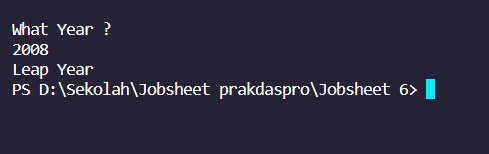 What Year ?
2008
Leap Year
PS D:\Sekolah\Jobsheet prakdaspro\Jobsheet 6>